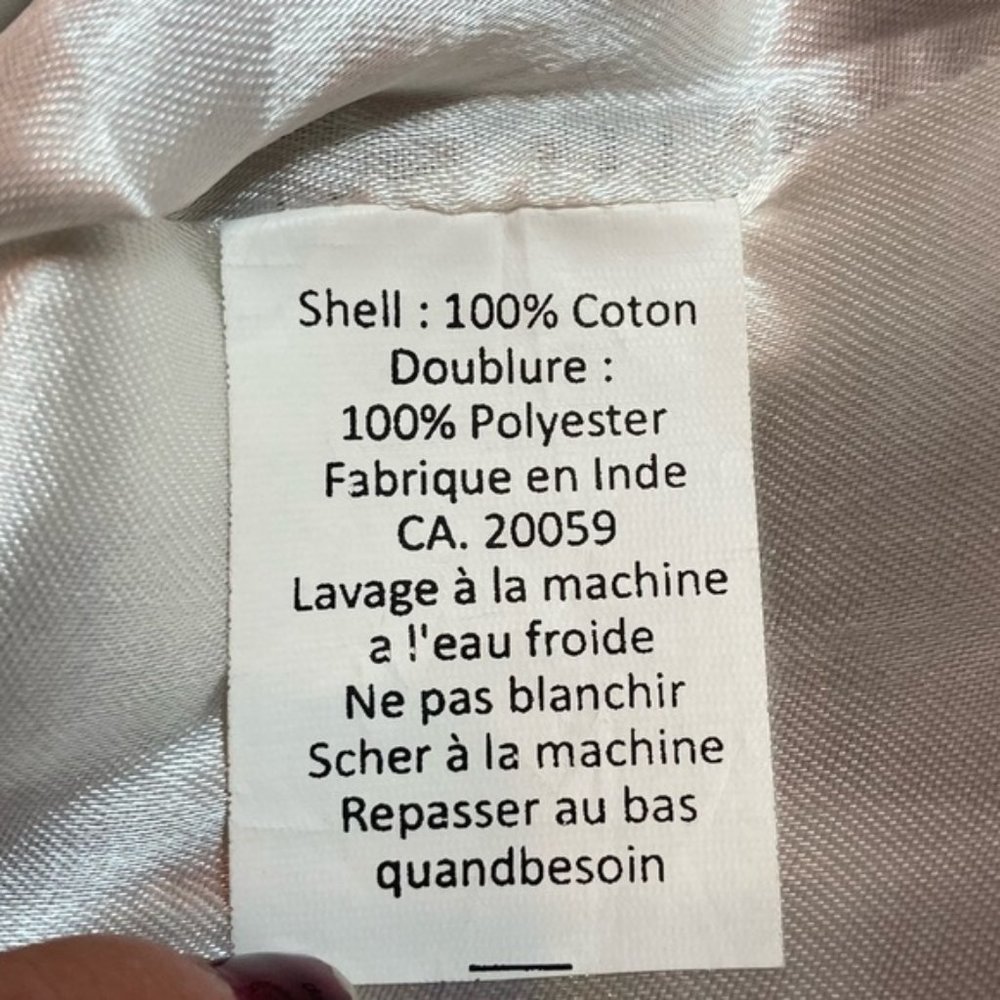 Shell : 100% Coton
Doublure :
100% Polyester
Fabrique en Inde
CA. 20059
Lavage à la machine
a l'eau froide
Ne pas blanchir
Scher à la machine
Repasser au bas
quandbesoin